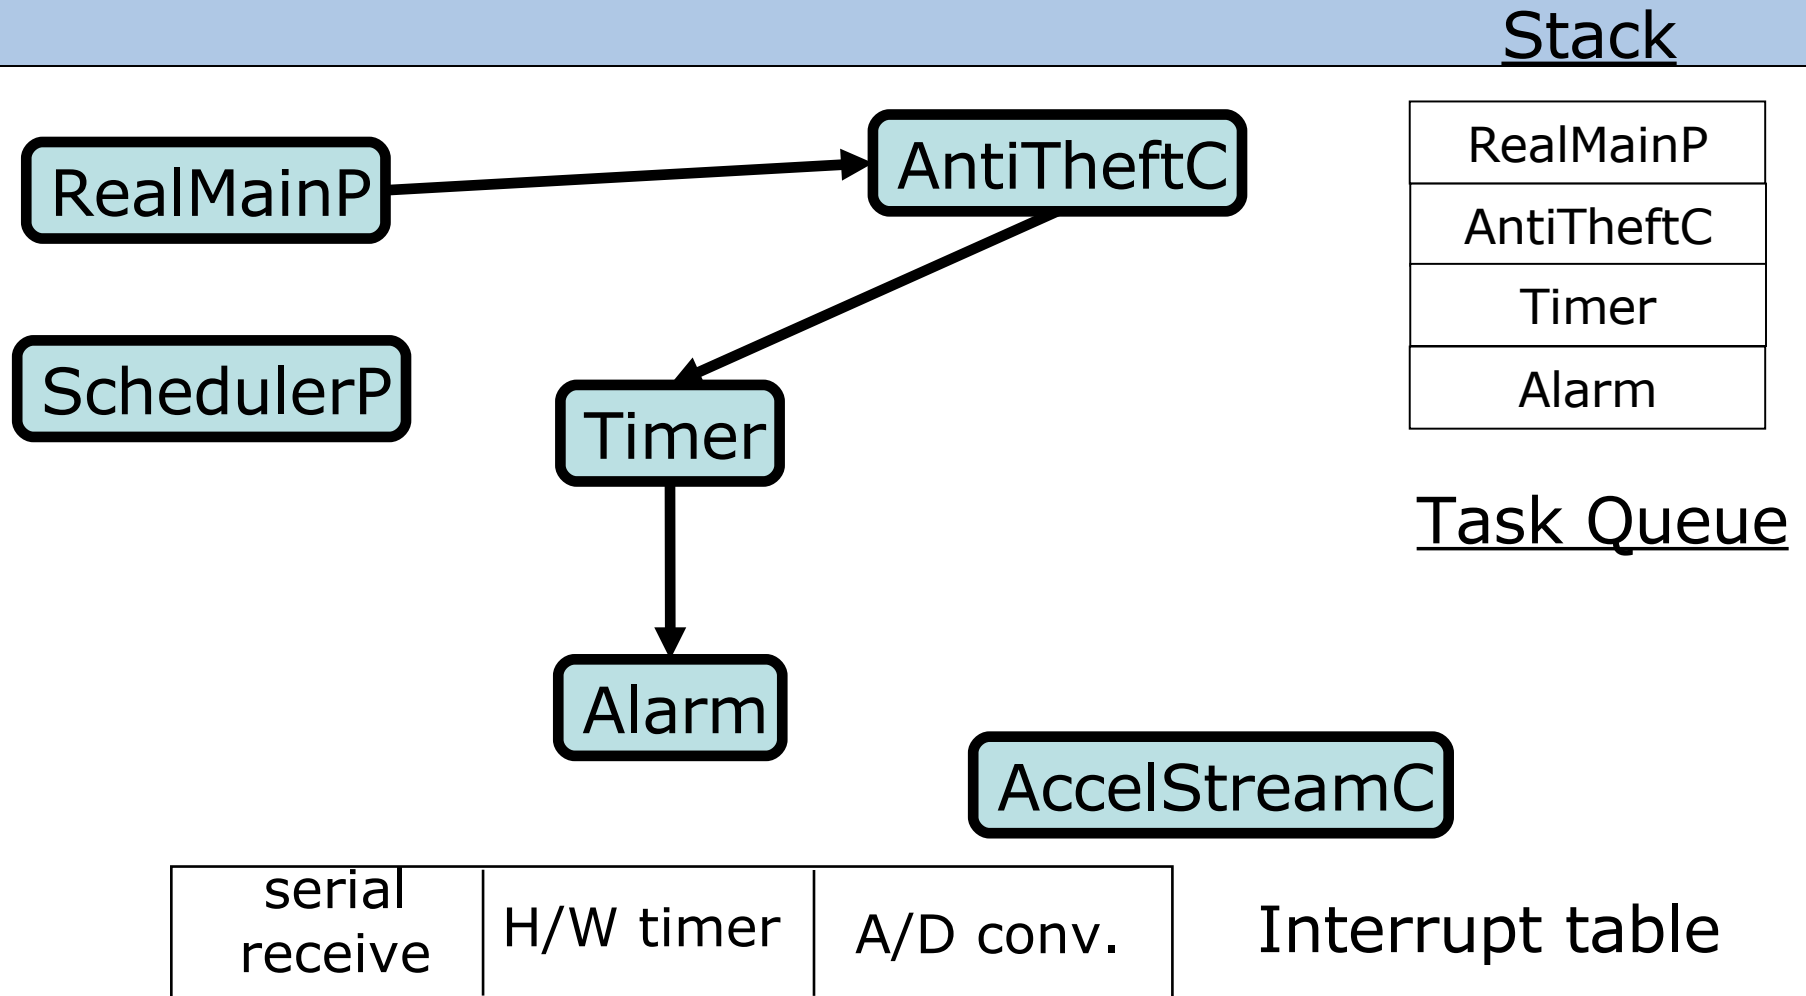 Stack
RealMainP
AntiTheftC
RealMainP
AntiTheftC
Timer
Alarm
SchedulerP
Timer
Task Queue
Alarm
AccelStreamC
serial
receive
H/W timer
A/D conv.
Interrupt table